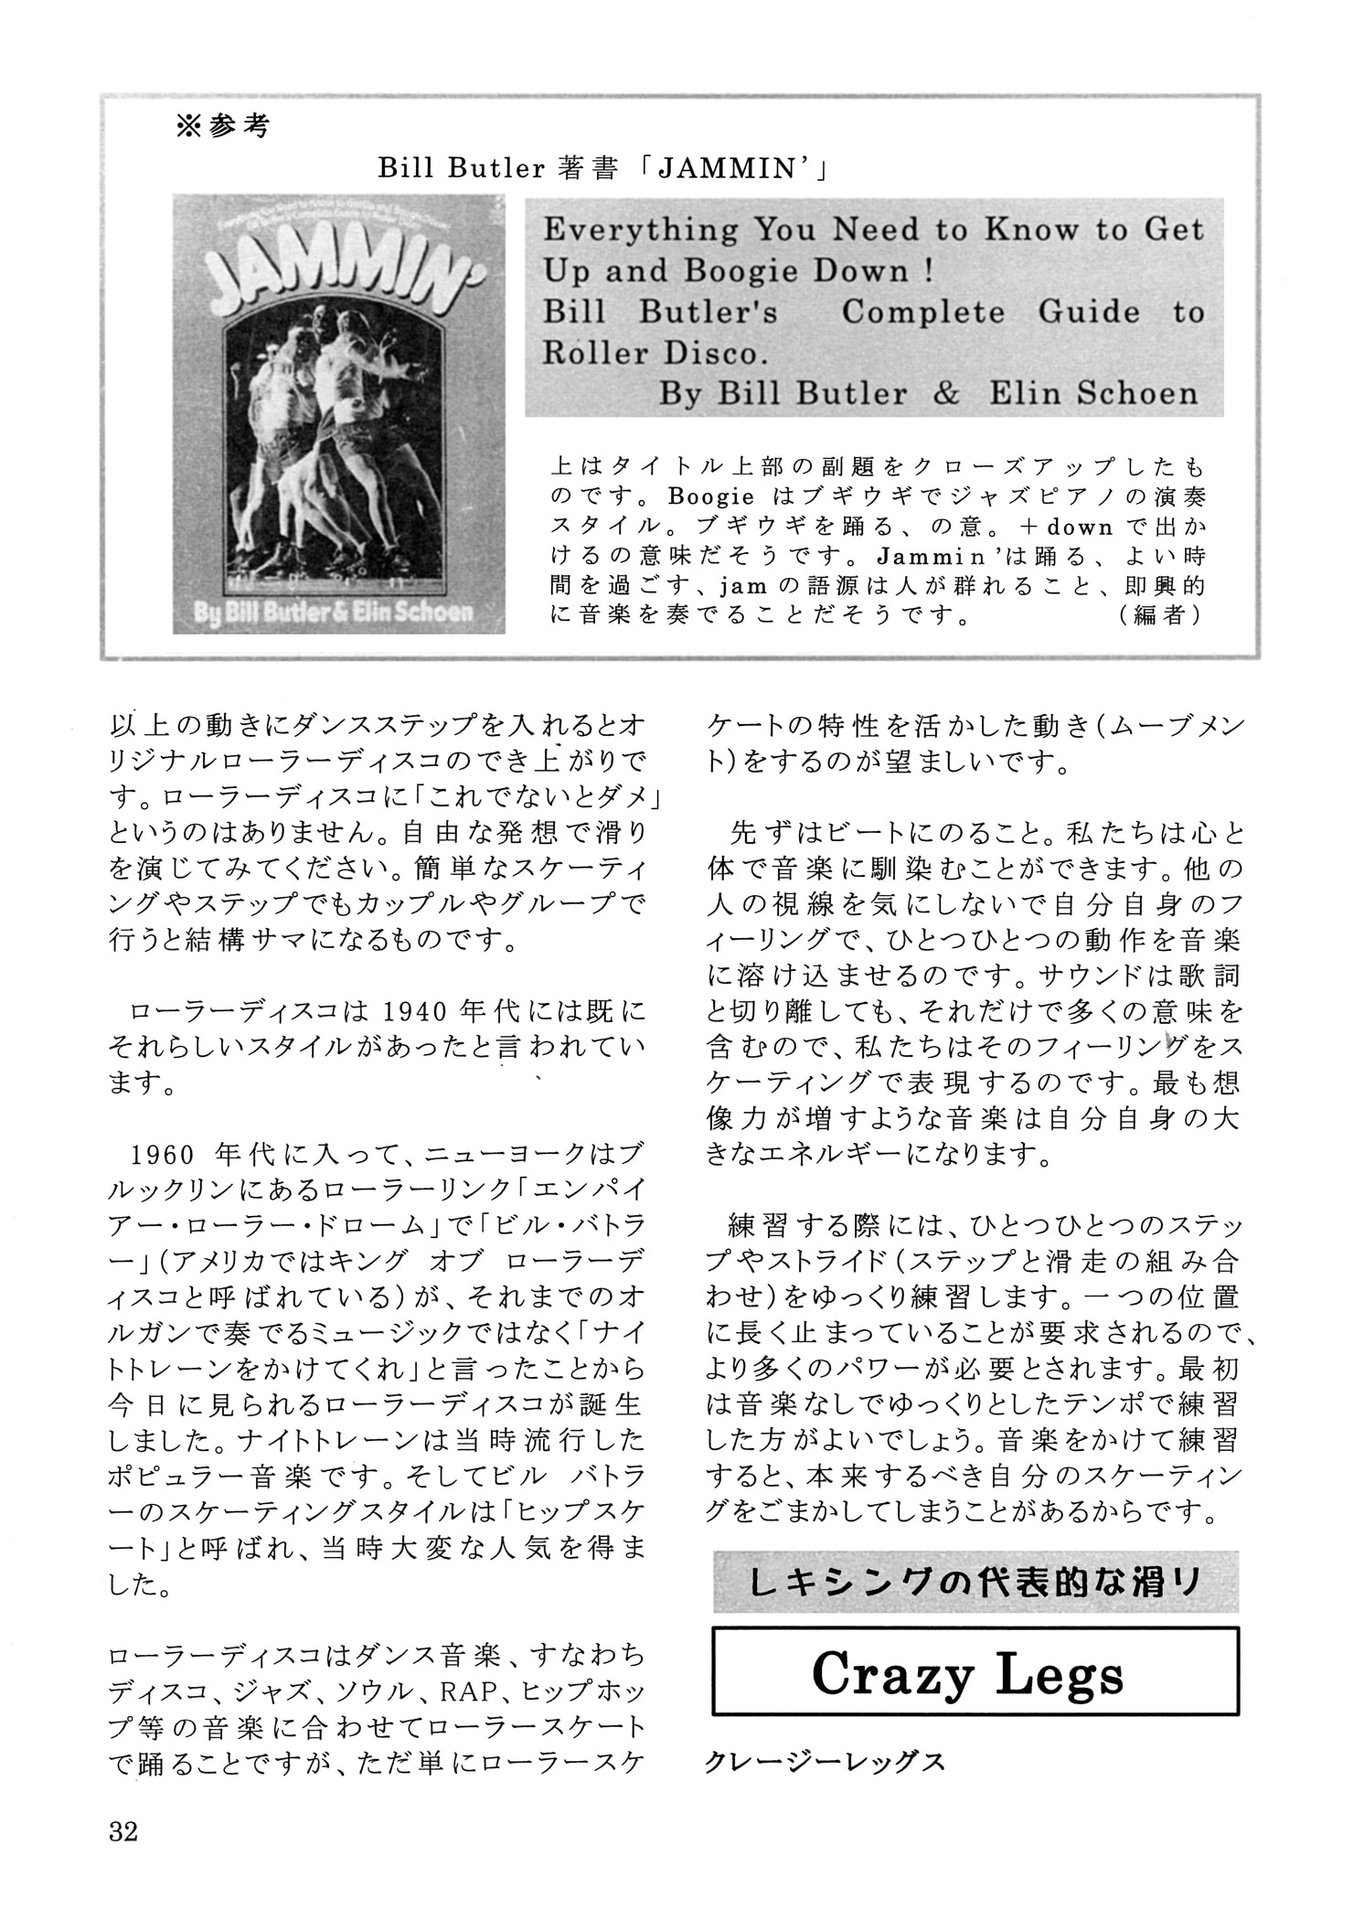 ※参考
Bill Butler 著書「JAMMIN’」
JAMMIN'
By Bill Butler & Elin Schoen
Everything You Need to Know to Get
Up and Boogie Down !
Bill Butler's Complete Guide to
Roller Disco.
By Bill Butler & Elin Schoen
上はタイトル上部の副題をクローズアップしたも
のです。Boogie はブギウギでジャズピアノの演奏
スタイル。ブギウギを踊る、の意。＋down で出か
けるの意味だそうです。Jammin ’は踊る、よい時
間を過ごす、jam の語源は人が群れること、即興的
に音楽を奏でることだそうです。 （編者）
以上の動きにダンスステップを入れるとオ
リジナルローラーディスコのでき上がりで
す。ローラーディスコに「これでないとダメ」
というのはありません。自由な発想で滑り
を演じてみてください。簡単なスケーティ
ングやステップでもカップルやグループで
行うと結構サマになるものです。
ローラーディスコは 1940 年代には既に
それらしいスタイルがあったと言われてい
ます。
1960 年代に入って、ニューヨークはブ
ルックリンにあるローラーリンク「エンパイ
アー・ローラー・ドローム」で「ビル・バトラ
ー」（アメリカではキング オブ ローラーデ
ィスコと呼ばれている）が、それまでのオ
ルガンで奏でるミュージックではなく「ナイ
トトレーンをかけてくれ」と言ったことから
今日に見られるローラーディスコが誕生
しました。ナイトトレーンは当時流行した
ポピュラー音楽です。そしてビル バトラ
ーのスケーティングスタイルは「ヒップスケ
ート」と呼ばれ、当時大変な人気を得ま
した。
ローラーディスコはダンス音楽、すなわち
ディスコ、ジャズ、ソウル、RAP、ヒップホッ
プ等の音楽に合わせてローラースケート
で踊ることですが、ただ単にローラースケ
ケートの特性を活かした動き（ムーブメン
ト）をするのが望ましいです。
先ずはビートにのること。私たちは心と
体で音楽に馴染むことができます。他の
人の視線を気にしないで自分自身のフ
ィーリングで、ひとつひとつの動作を音楽
に溶け込ませるのです。サウンドは歌詞
と切り離しても、それだけで多くの意味を
含むので、私たちはそのフィーリングをス
ケーティングで表現するのです。最も想
像力が増すような音楽は自分自身の大
きなエネルギーになります。
練習する際には、ひとつひとつのステッ
プやストライド（ステップと滑走の組み合
わせ）をゆっくり練習します。一つの位置
に長く止まっていることが要求されるので、
より多くのパワーが必要とされます。最初
は音楽なしでゆっくりとしたテンポで練習
した方がよいでしょう。音楽をかけて練習
すると、本来するべき自分のスケーティン
グをごまかしてしまうことがあるからです。
レキシングの代表的な滑り
Crazy Legs
クレージーレッグス
32